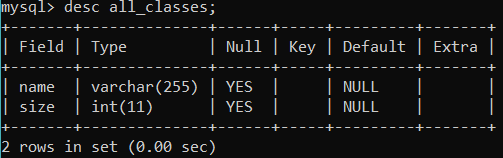 mysql> desc all_classes;
+-------+--------------+------+-----+---------+-------+
| Field | Type         | Null | Key | Default | Extra |
+-------+--------------+------+-----+---------+-------+
| name  | varchar(255) | YES  |     | NULL    |       |
| size  | int(11)      | YES  |     | NULL    |       |
+-------+--------------+------+-----+---------+-------+
2 rows in set (0.00 sec)